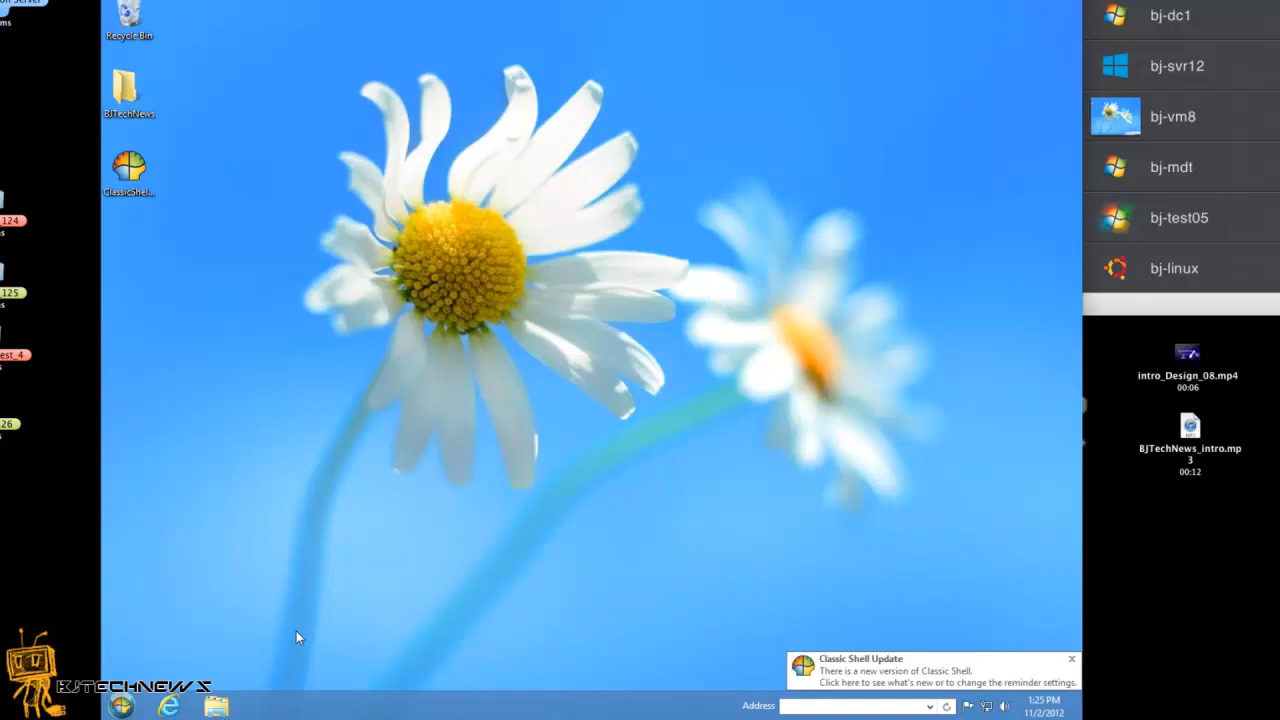 ms
Recycle Bin
BJTechNews
ClassicShel...
124
s
125
s
est_4
s
26
s
bj-dc1
bj-svr12
bj-vm8
bj-mdt
bj-test05
bj-linux
intro_Design_08.mp4
00:06
BJTechNews_intro.mp
3
00:12
Classic Shell Update
There is a new version of Classic Shell.
Click here to see what's new or to change the reminder settings.
BJTECHNEWS
Address
1:25 PM
11/2/2012